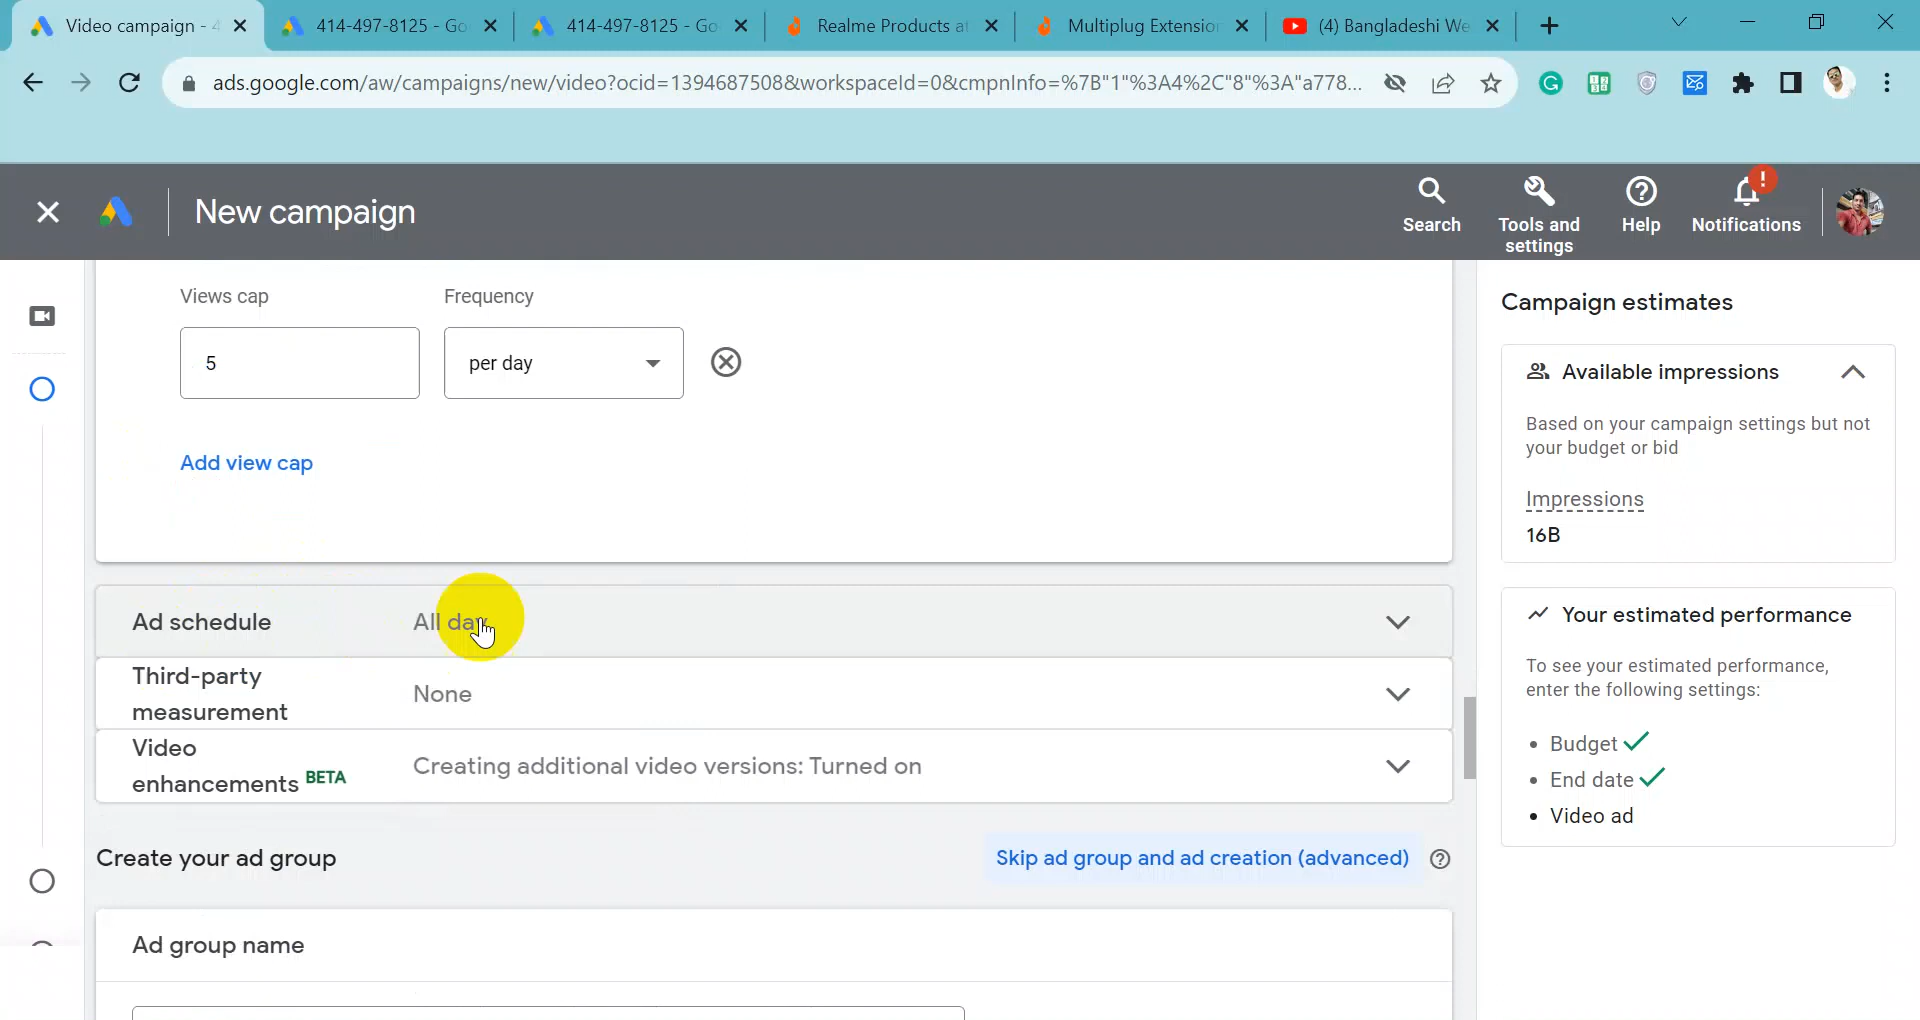 Video campaign - 4
414-497-8125 - Go
414-497-8125 - Go
Realme Products at
Multiplug Extension
(4) Bangladeshi We
ads.google.com/aw/campaigns/new/video?ocid=1394687508&workspaceId=0&cmpnInfo=%7B"1"%3A4%2C"8"%3A"a778...
New campaign
Search
Tools and settings
Help
Notifications
Views cap
Frequency
5
per day
Add view cap
Ad schedule
All day
Third-party
measurement
None
Video
enhancements BETA
Creating additional video versions: Turned on
Create your ad group
Skip ad group and ad creation (advanced)
Ad group name
Campaign estimates
Available impressions
Based on your campaign settings but not
your budget or bid
Impressions
16B
Your estimated performance
To see your estimated performance,
enter the following settings:
• Budget
• End date
• Video ad